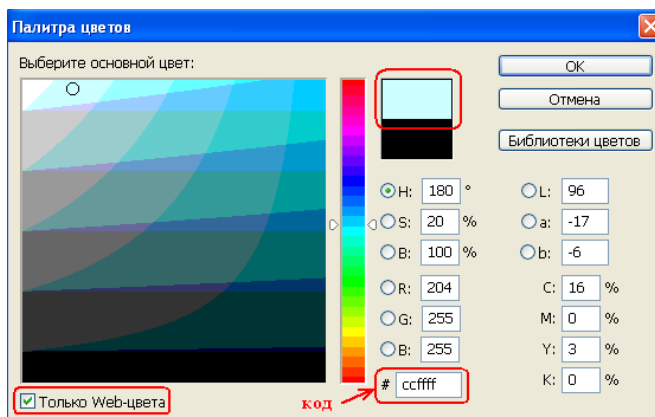 Палитра цветов
Выберите основной цвет:
OK
Отмена
Библиотеки цветов
H: 180 ° L: 96
S: 20 % a: -17
B: 100 % b: -6
R: 204 C: 16 %
G: 255 M: 0 %
B: 255 Y: 3 %
# ccffff K: 0 %
Только Web-цвета
код